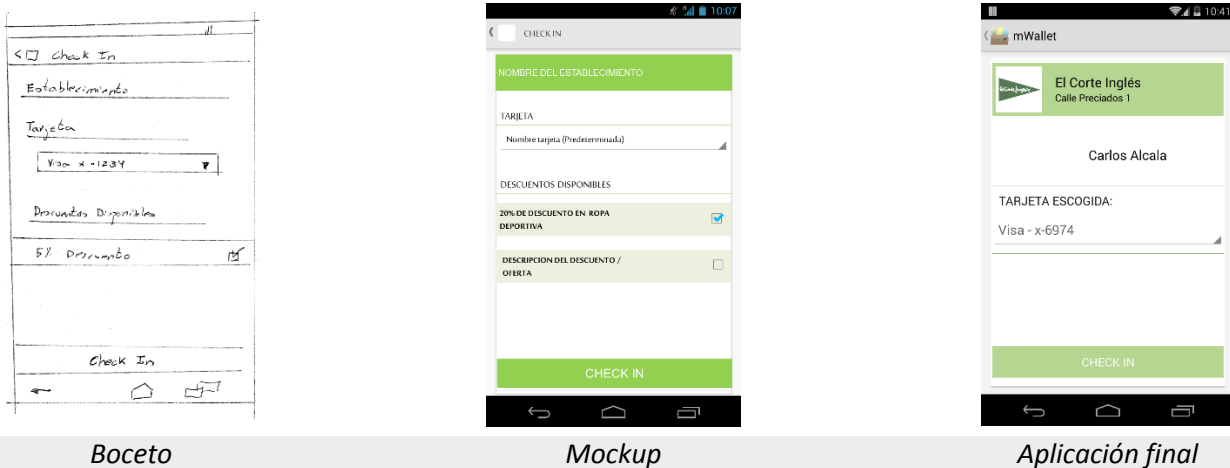 < Check In
Establecimiento
Tarjeta
Visa x-1234
Descuentos Disponibles
5% Descuento
Check In
10:07
CHECK IN
NOMBRE DEL ESTABLECIMIENTO
TARJETA
Nombre tarjeta (Predeterminada)
DESCUENTOS DISPONIBLES
20% DE DESCUENTO EN ROPA
DEPORTIVA
DESCRIPCION DEL DESCUENTO /
OFERTA
CHECK IN
10:41
mWallet
El Corte Inglés
El Corte Inglés
Calle Preciados 1
Carlos Alcala
TARJETA ESCOGIDA:
Visa - x-6974
CHECK IN
Boceto
Mockup
Aplicación final